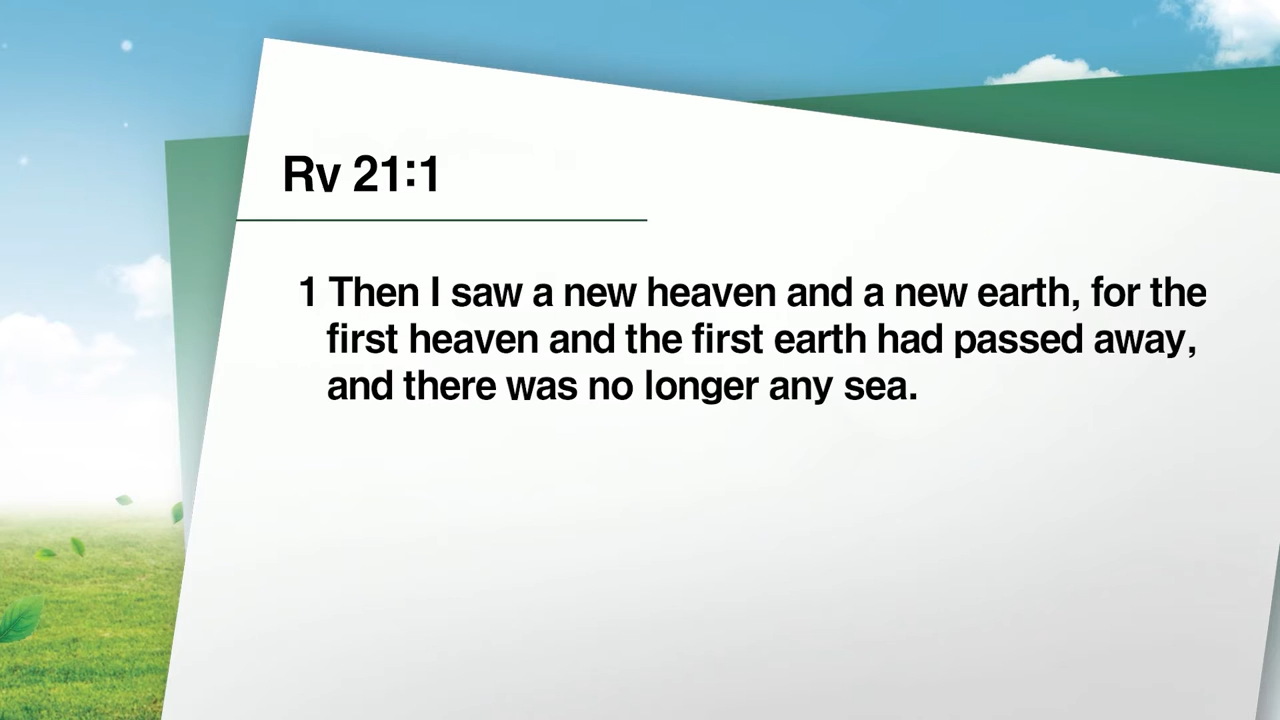 Rv 21:1
1 Then I saw a new heaven and a new earth, for the
first heaven and the first earth had passed away,
and there was no longer any sea.